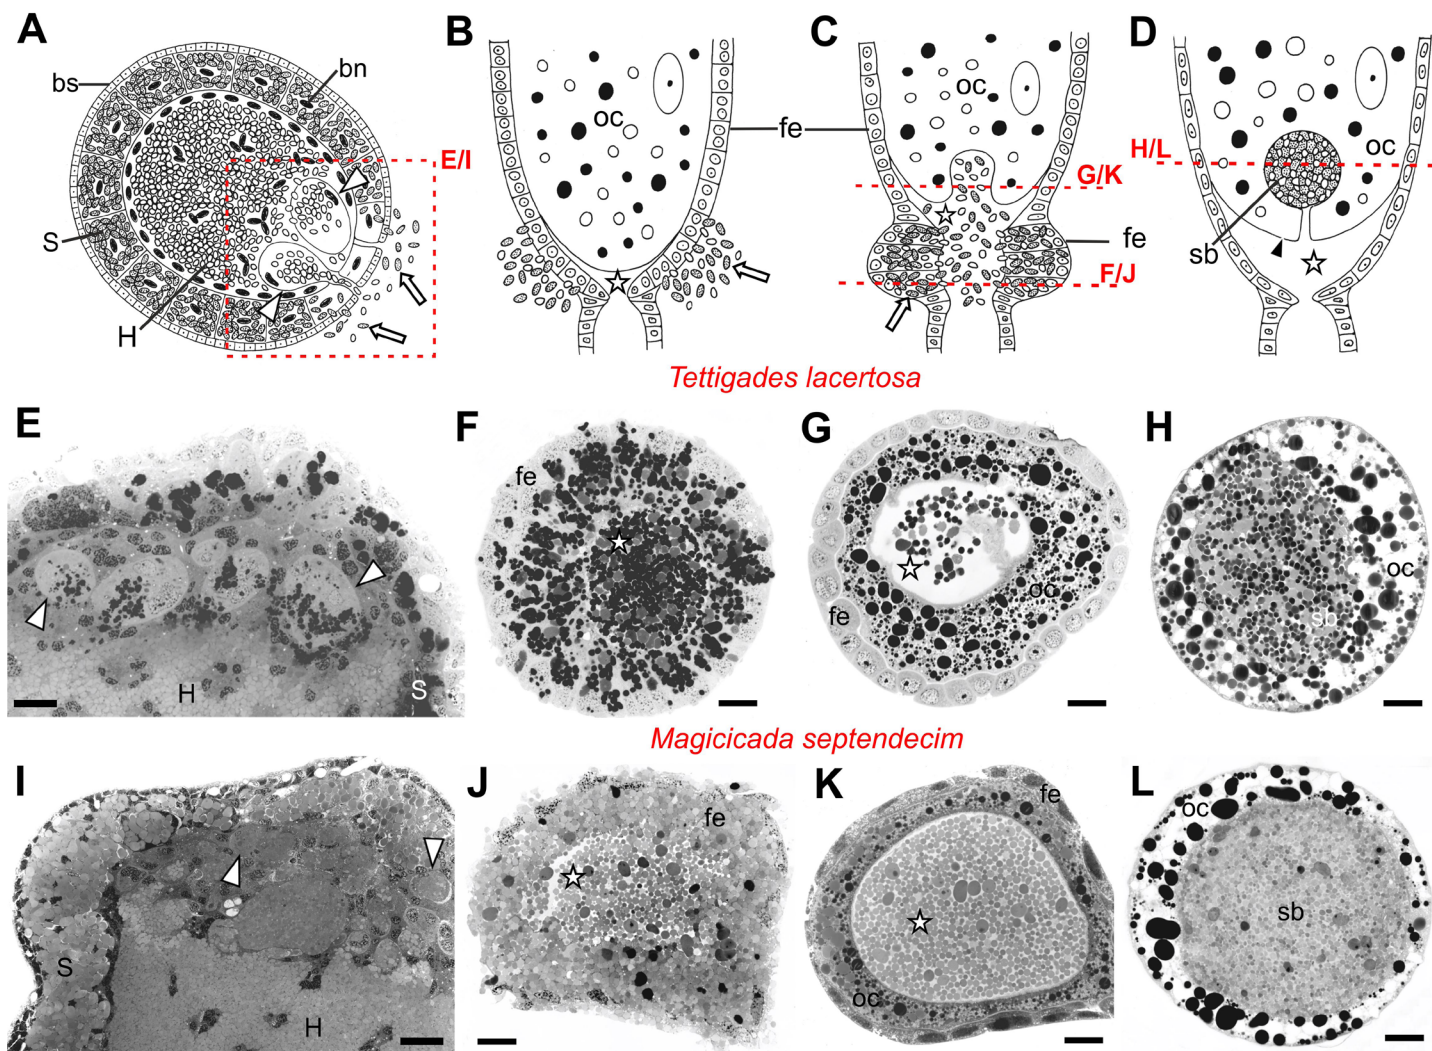 A
B
C
D
bs
bn
S
H
E/I
oc
fe
oc
G/K
fe
F/J
H/L
oc
sb
Tettigades lacertosa
E
F
G
H
H
S
fe
fe
oc
oc
sb
Magicicada septendecim
I
J
K
L
S
H
fe
fe
oc
oc
sb